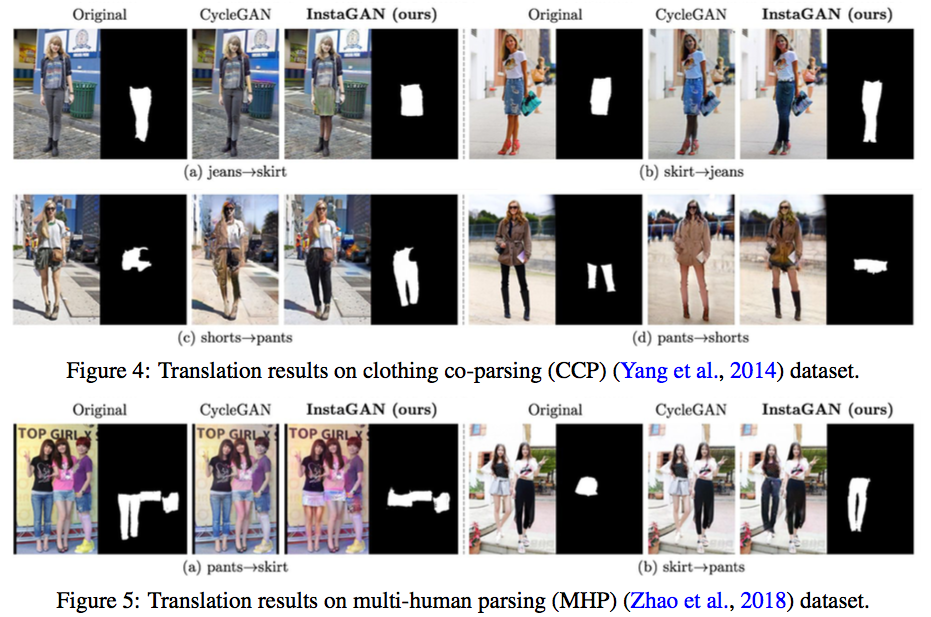 Original CycleGAN InstaGAN (ours) Original CycleGAN InstaGAN (ours)
(a) jeans→skirt (b) skirt→jeans
(c) shorts→pants (d) pants→shorts
Figure 4: Translation results on clothing co-parsing (CCP) (Yang et al., 2014) dataset.
Original CycleGAN InstaGAN (ours) Original CycleGAN InstaGAN (ours)
TOP GIRL X TOP GIRL TOP GIRL X
(a) pants→skirt (b) skirt→pants
Figure 5: Translation results on multi-human parsing (MHP) (Zhao et al., 2018) dataset.